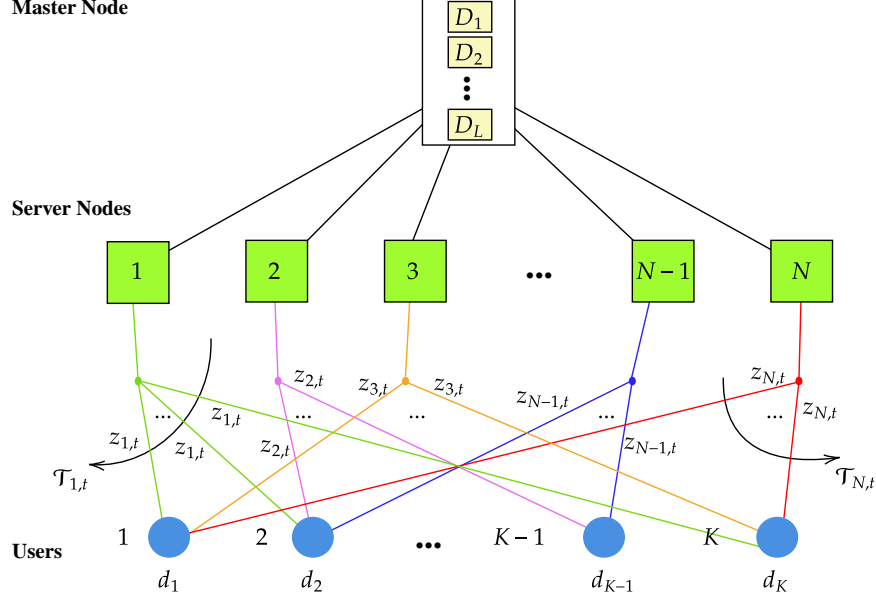 Master Node
D_1
D_2
⋮
D_L
Server Nodes
1 2 3 ... N−1 N
z_{2,t} z_{3,t} z_{3,t} z_{N−1,t} z_{N,t}
... z_{1,t} ... ... ... ... z_{N,t}
z_{1,t} z_{1,t} z_{2,t} z_{N−1,t}
𝒯_{1,t} 𝒯_{N,t}
1 2 ... K−1 K
Users
d_1 d_2 d_{K−1} d_K